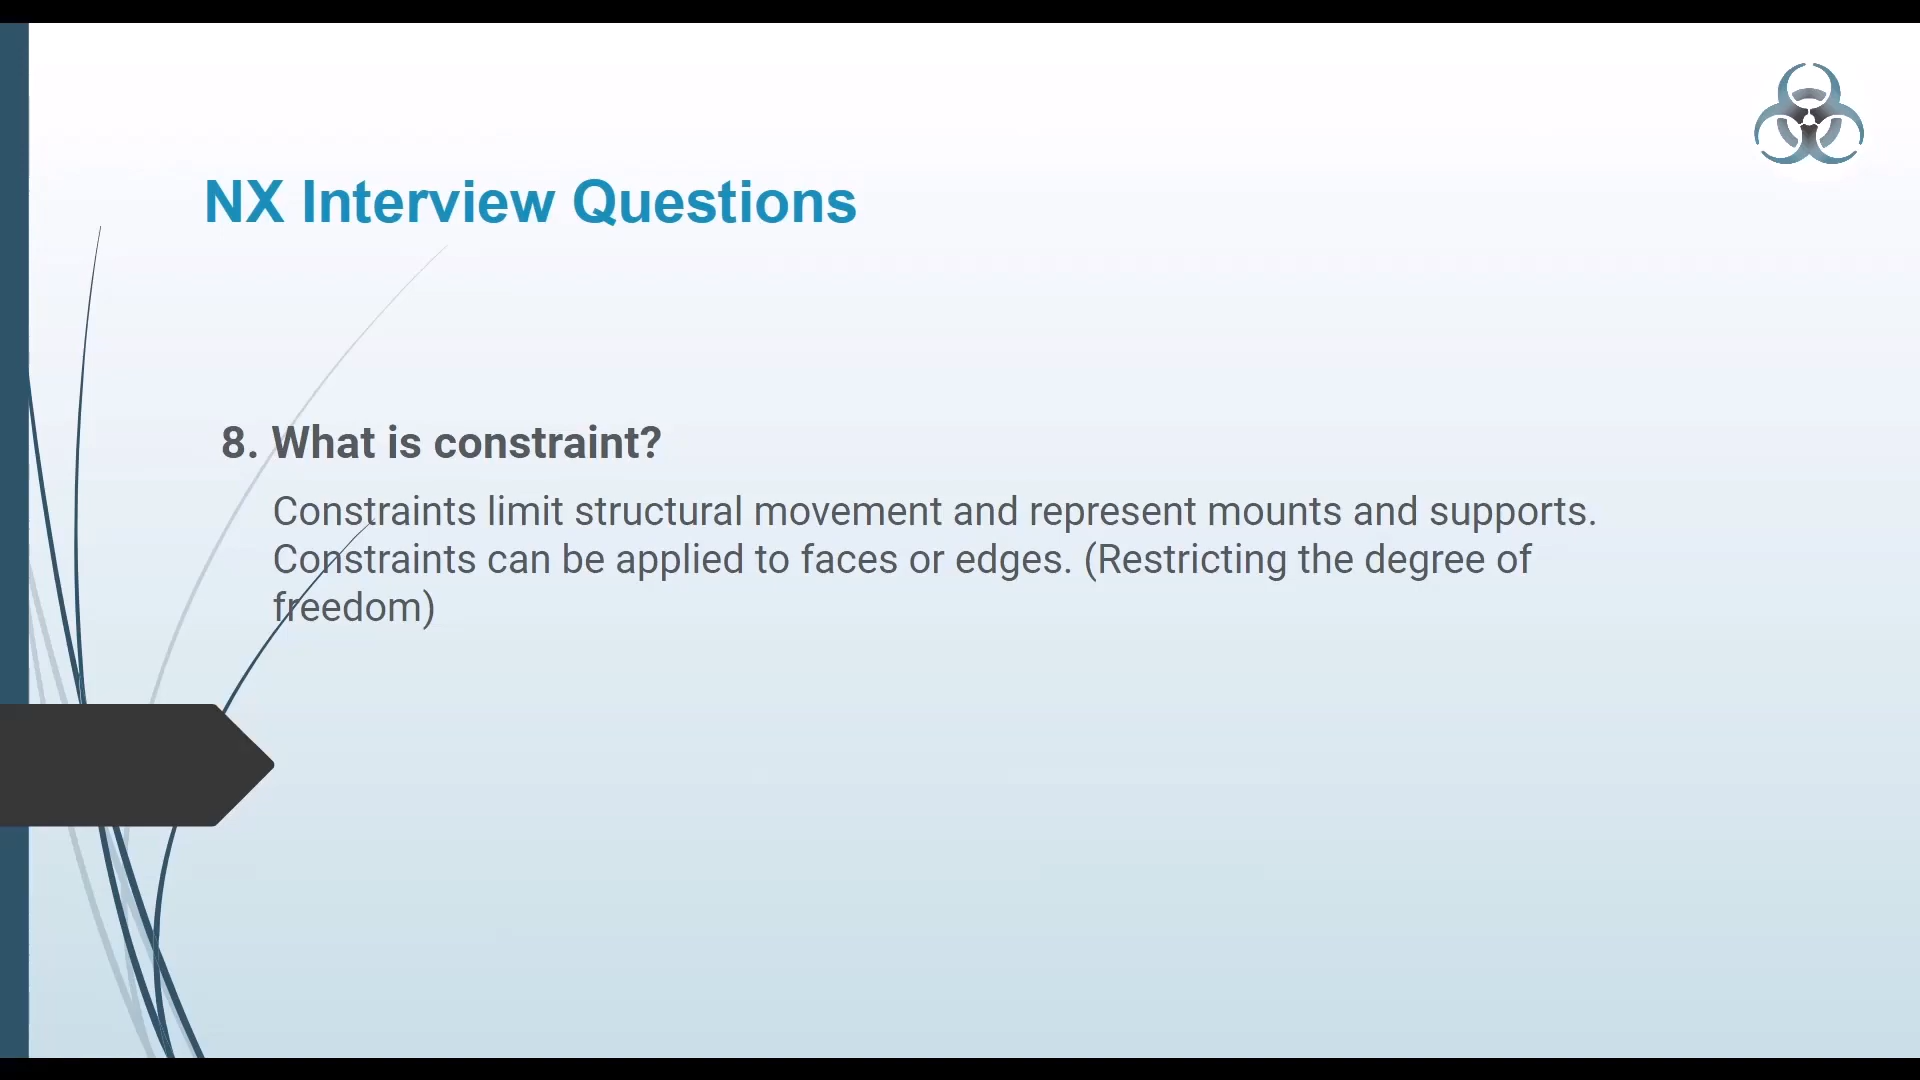 NX Interview Questions
8. What is constraint?
Constraints limit structural movement and represent mounts and supports.
Constraints can be applied to faces or edges. (Restricting the degree of
freedom)